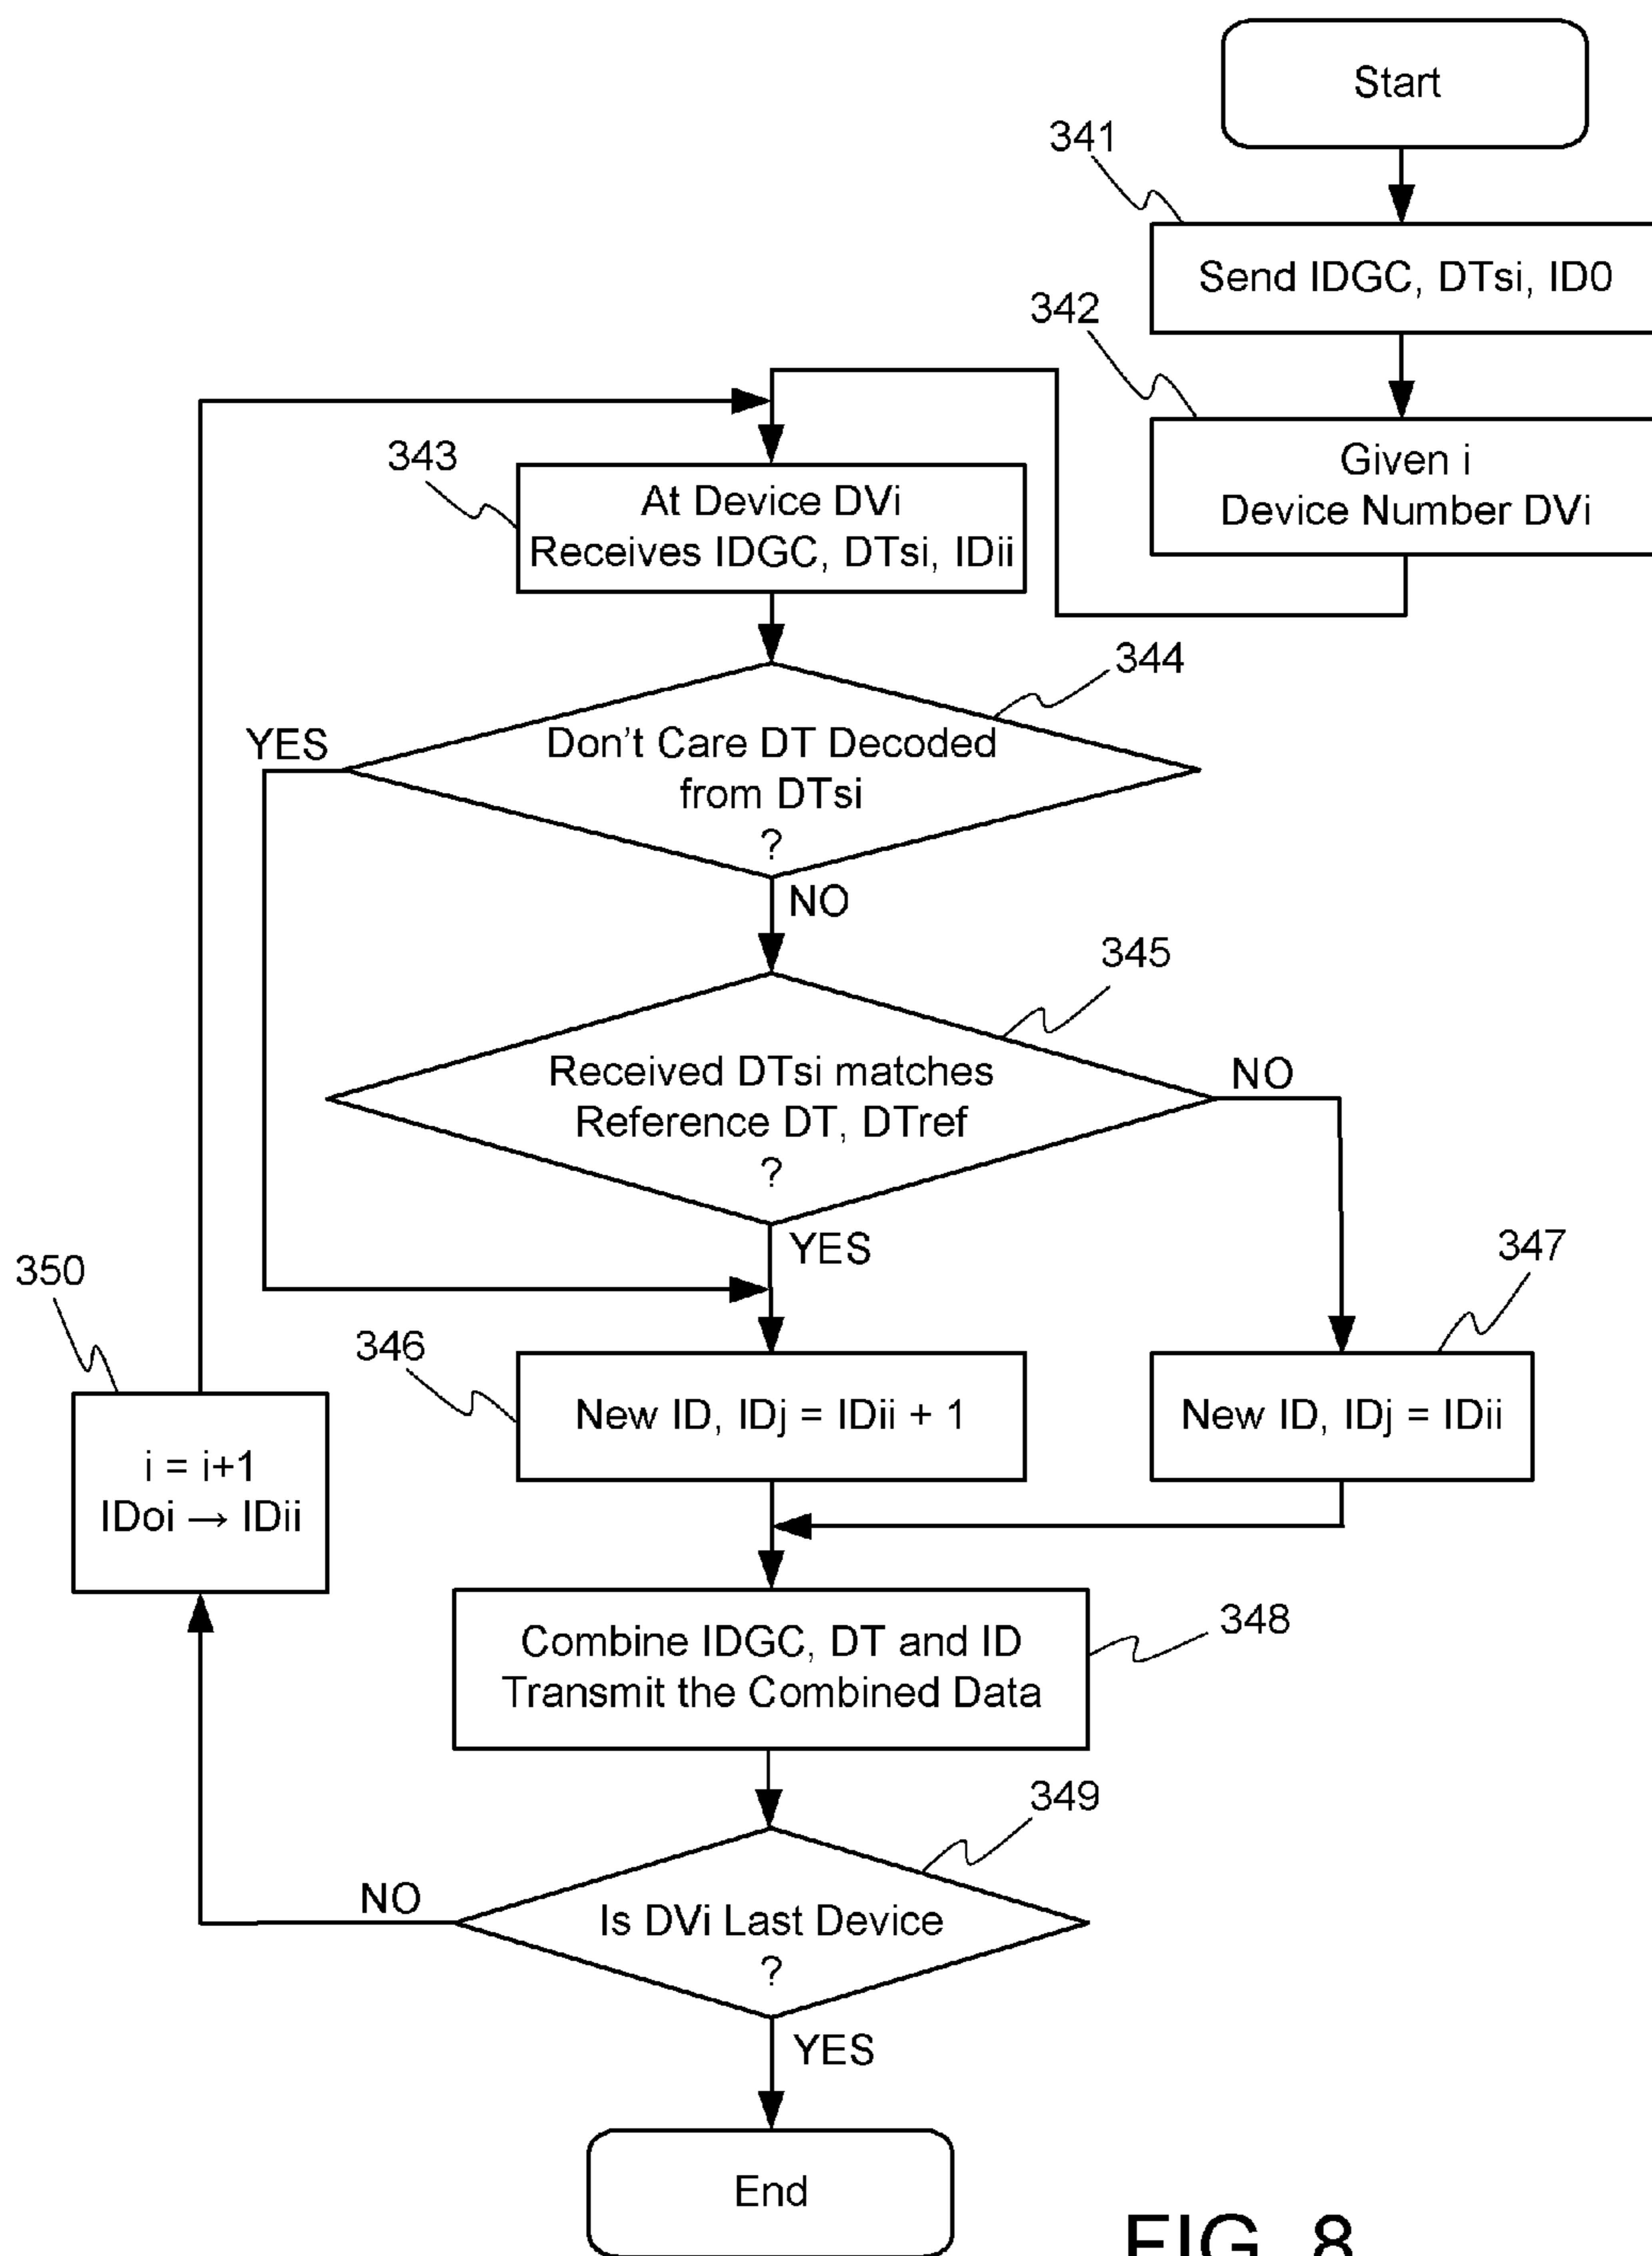 Start
341
Send IDGC, DTsi, ID0
342
Given i
Device Number DVi
343
At Device DVi
Receives IDGC, DTsi, IDii
344
YES
Don't Care DT Decoded
from DTsi
?
NO
345
Received DTsi matches
Reference DT, DTref
?
NO
YES
350
346
347
i = i+1
IDoi → IDii
New ID, IDj = IDii + 1
New ID, IDj = IDii
348
Combine IDGC, DT and ID
Transmit the Combined Data
349
NO
Is DVi Last Device
?
YES
End
FIG. 8